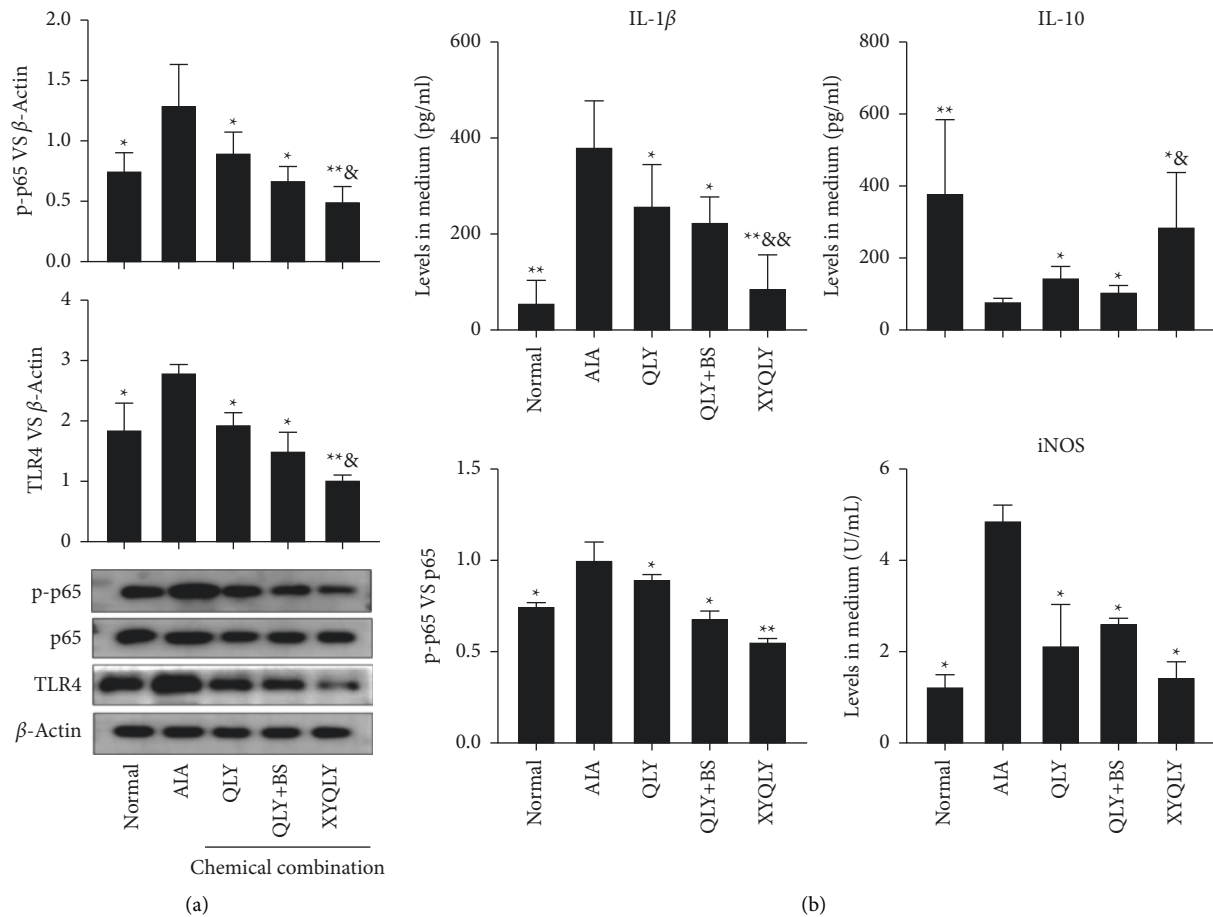 2.0
1.5
1.0
0.5
0.0
p-p65 VS β-Actin
*
*
*
**&
4
3
2
1
0
TLR4 VS β-Actin
*
*
*
**&
p-p65
p65
TLR4
β-Actin
Normal
AIA
QLY
QLY+BS
XYQLY
Chemical combination
(a)
IL-1β
600
400
200
0
Levels in medium (pg/ml)
**
*
*
**&&
Normal
AIA
QLY
QLY+BS
XYQLY
IL-10
800
600
400
200
0
Levels in medium (pg/ml)
**
*
*
*&
1.5
1.0
0.5
0.0
p-p65 VS p65
*
*
*
**
Normal
AIA
QLY
QLY+BS
XYQLY
iNOS
6
4
2
0
Levels in medium (U/mL)
*
*
*
*
Normal
AIA
QLY
QLY+BS
XYQLY
(b)